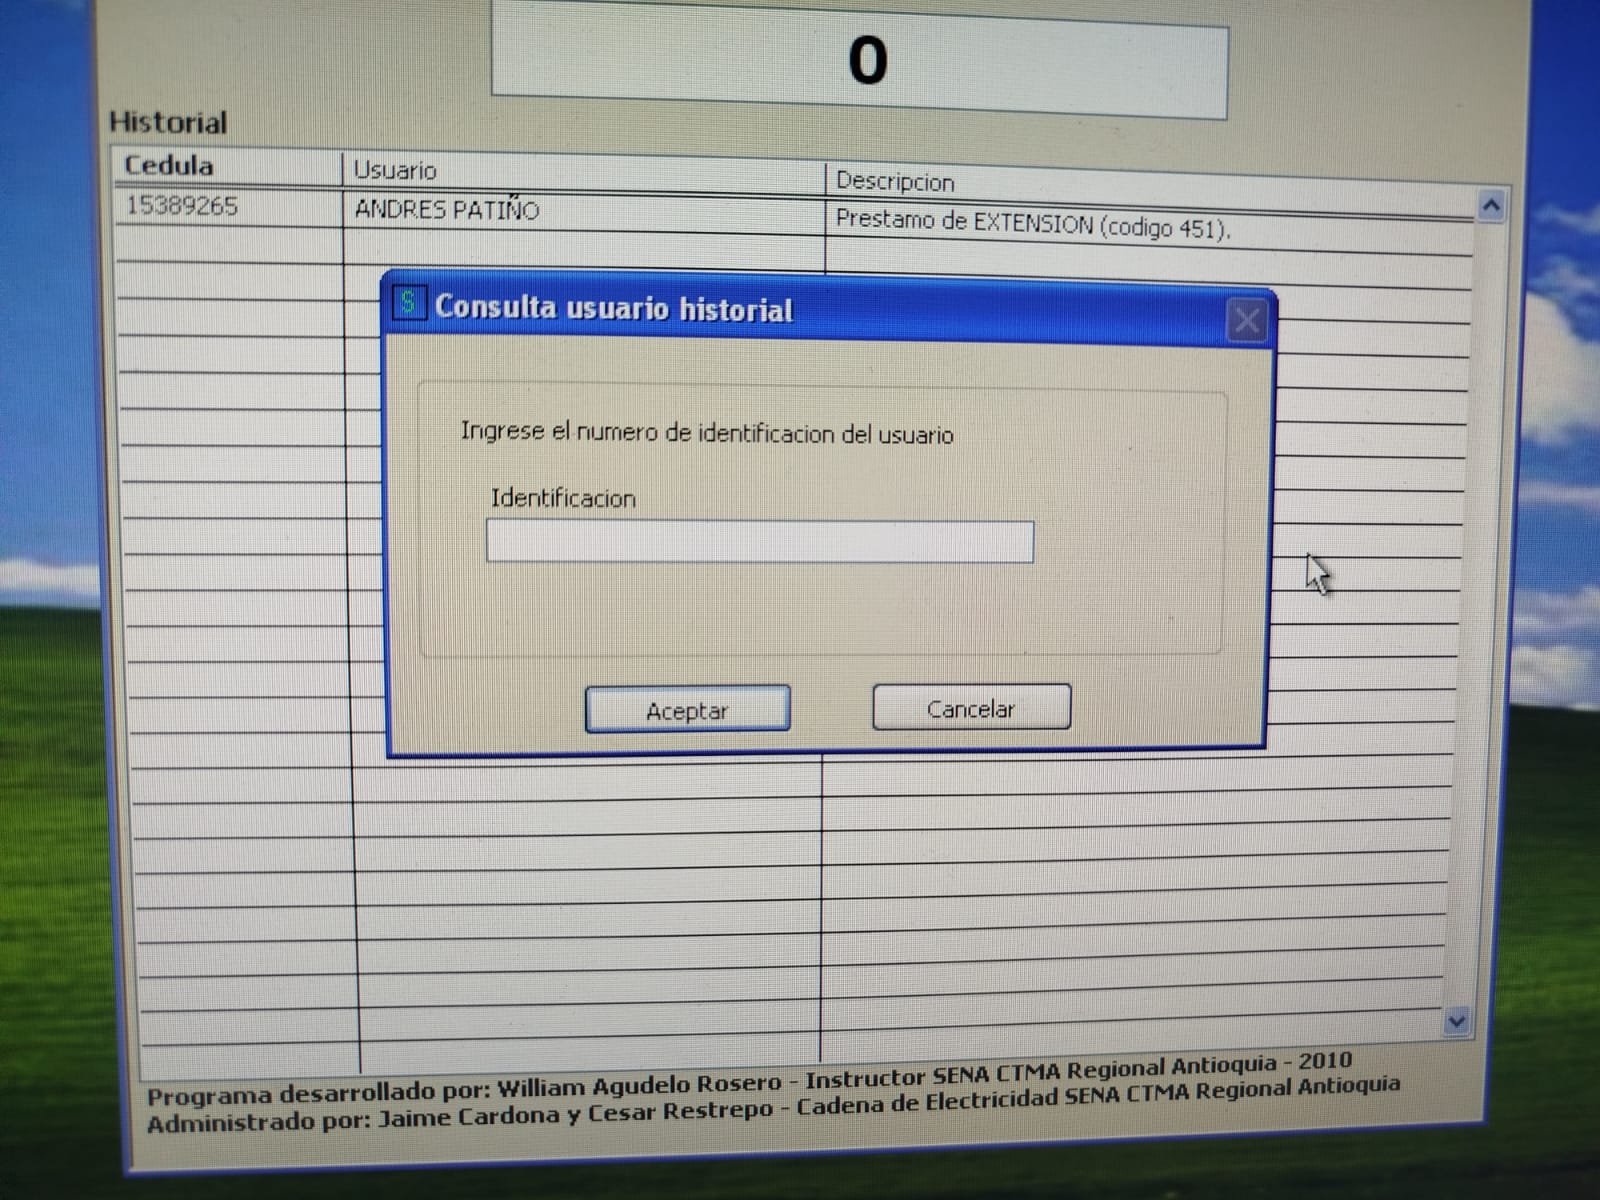 0
Historial
Cedula Usuario Descripcion
15389265 ANDRES PATIÑO Prestamo de EXTENSION (codigo 451).
S Consulta usuario historial
Ingrese el numero de identificacion del usuario
Identificacion
Aceptar Cancelar
Programa desarrollado por: William Agudelo Rosero - Instructor SENA CTMA Regional Antioquia - 2010
Administrado por: Jaime Cardona y Cesar Restrepo - Cadena de Electricidad SENA CTMA Regional Antioquia